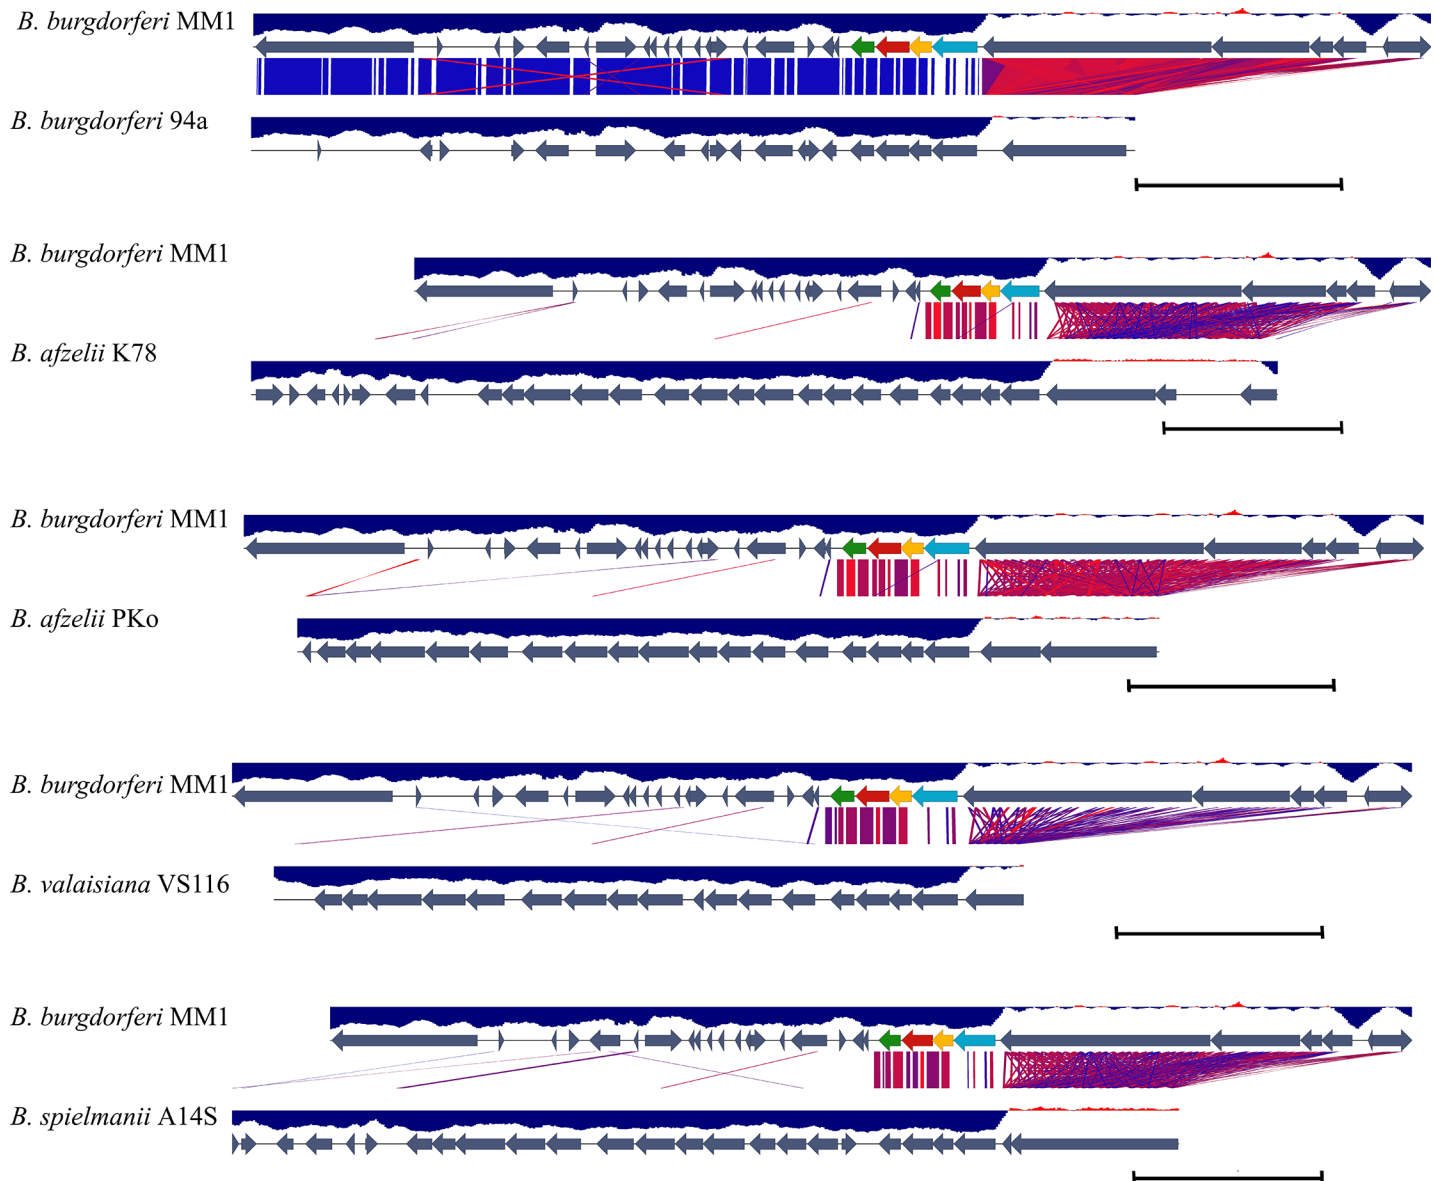 B. burgdorferi MM1
B. burgdorferi 94a
B. burgdorferi MM1
B. afzelii K78
B. burgdorferi MM1
B. afzelii PKo
B. burgdorferi MM1
B. valaisiana VS116
B. burgdorferi MM1
B. spielmanii A14S